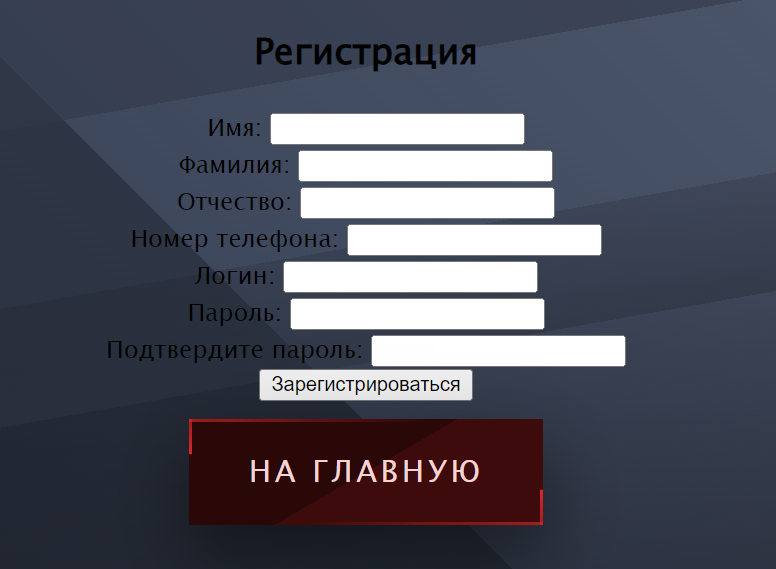 Регистрация
Имя:
Фамилия:
Отчество:
Номер телефона:
Логин:
Пароль:
Подтвердите пароль:
Зарегистрироваться
НА ГЛАВНУЮ